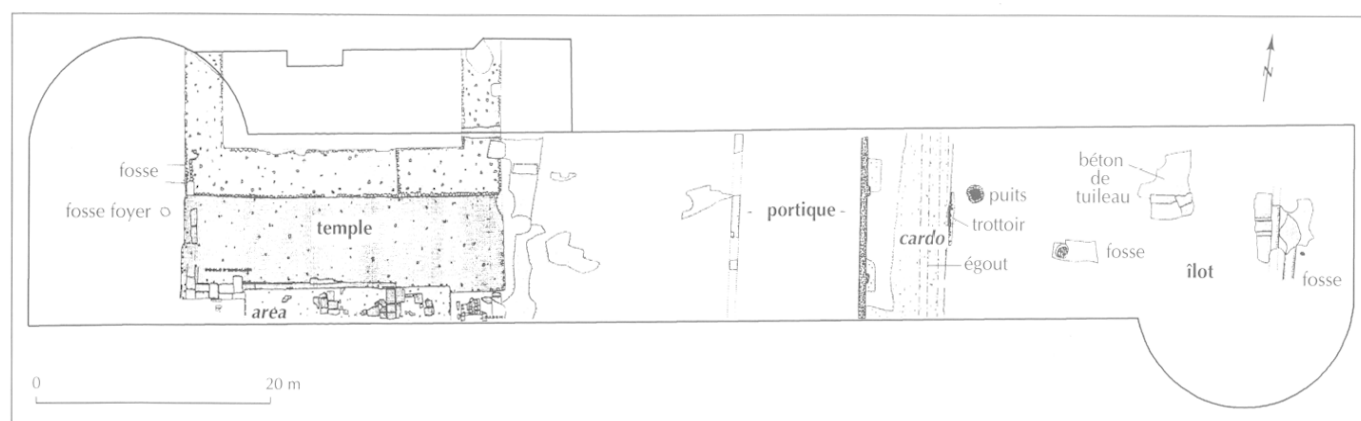 N
fosse
fosse foyer
temple
area
portique
cardo
puits
trottoir
égout
béton
de
tuileau
fosse
îlot
fosse
0
20 m